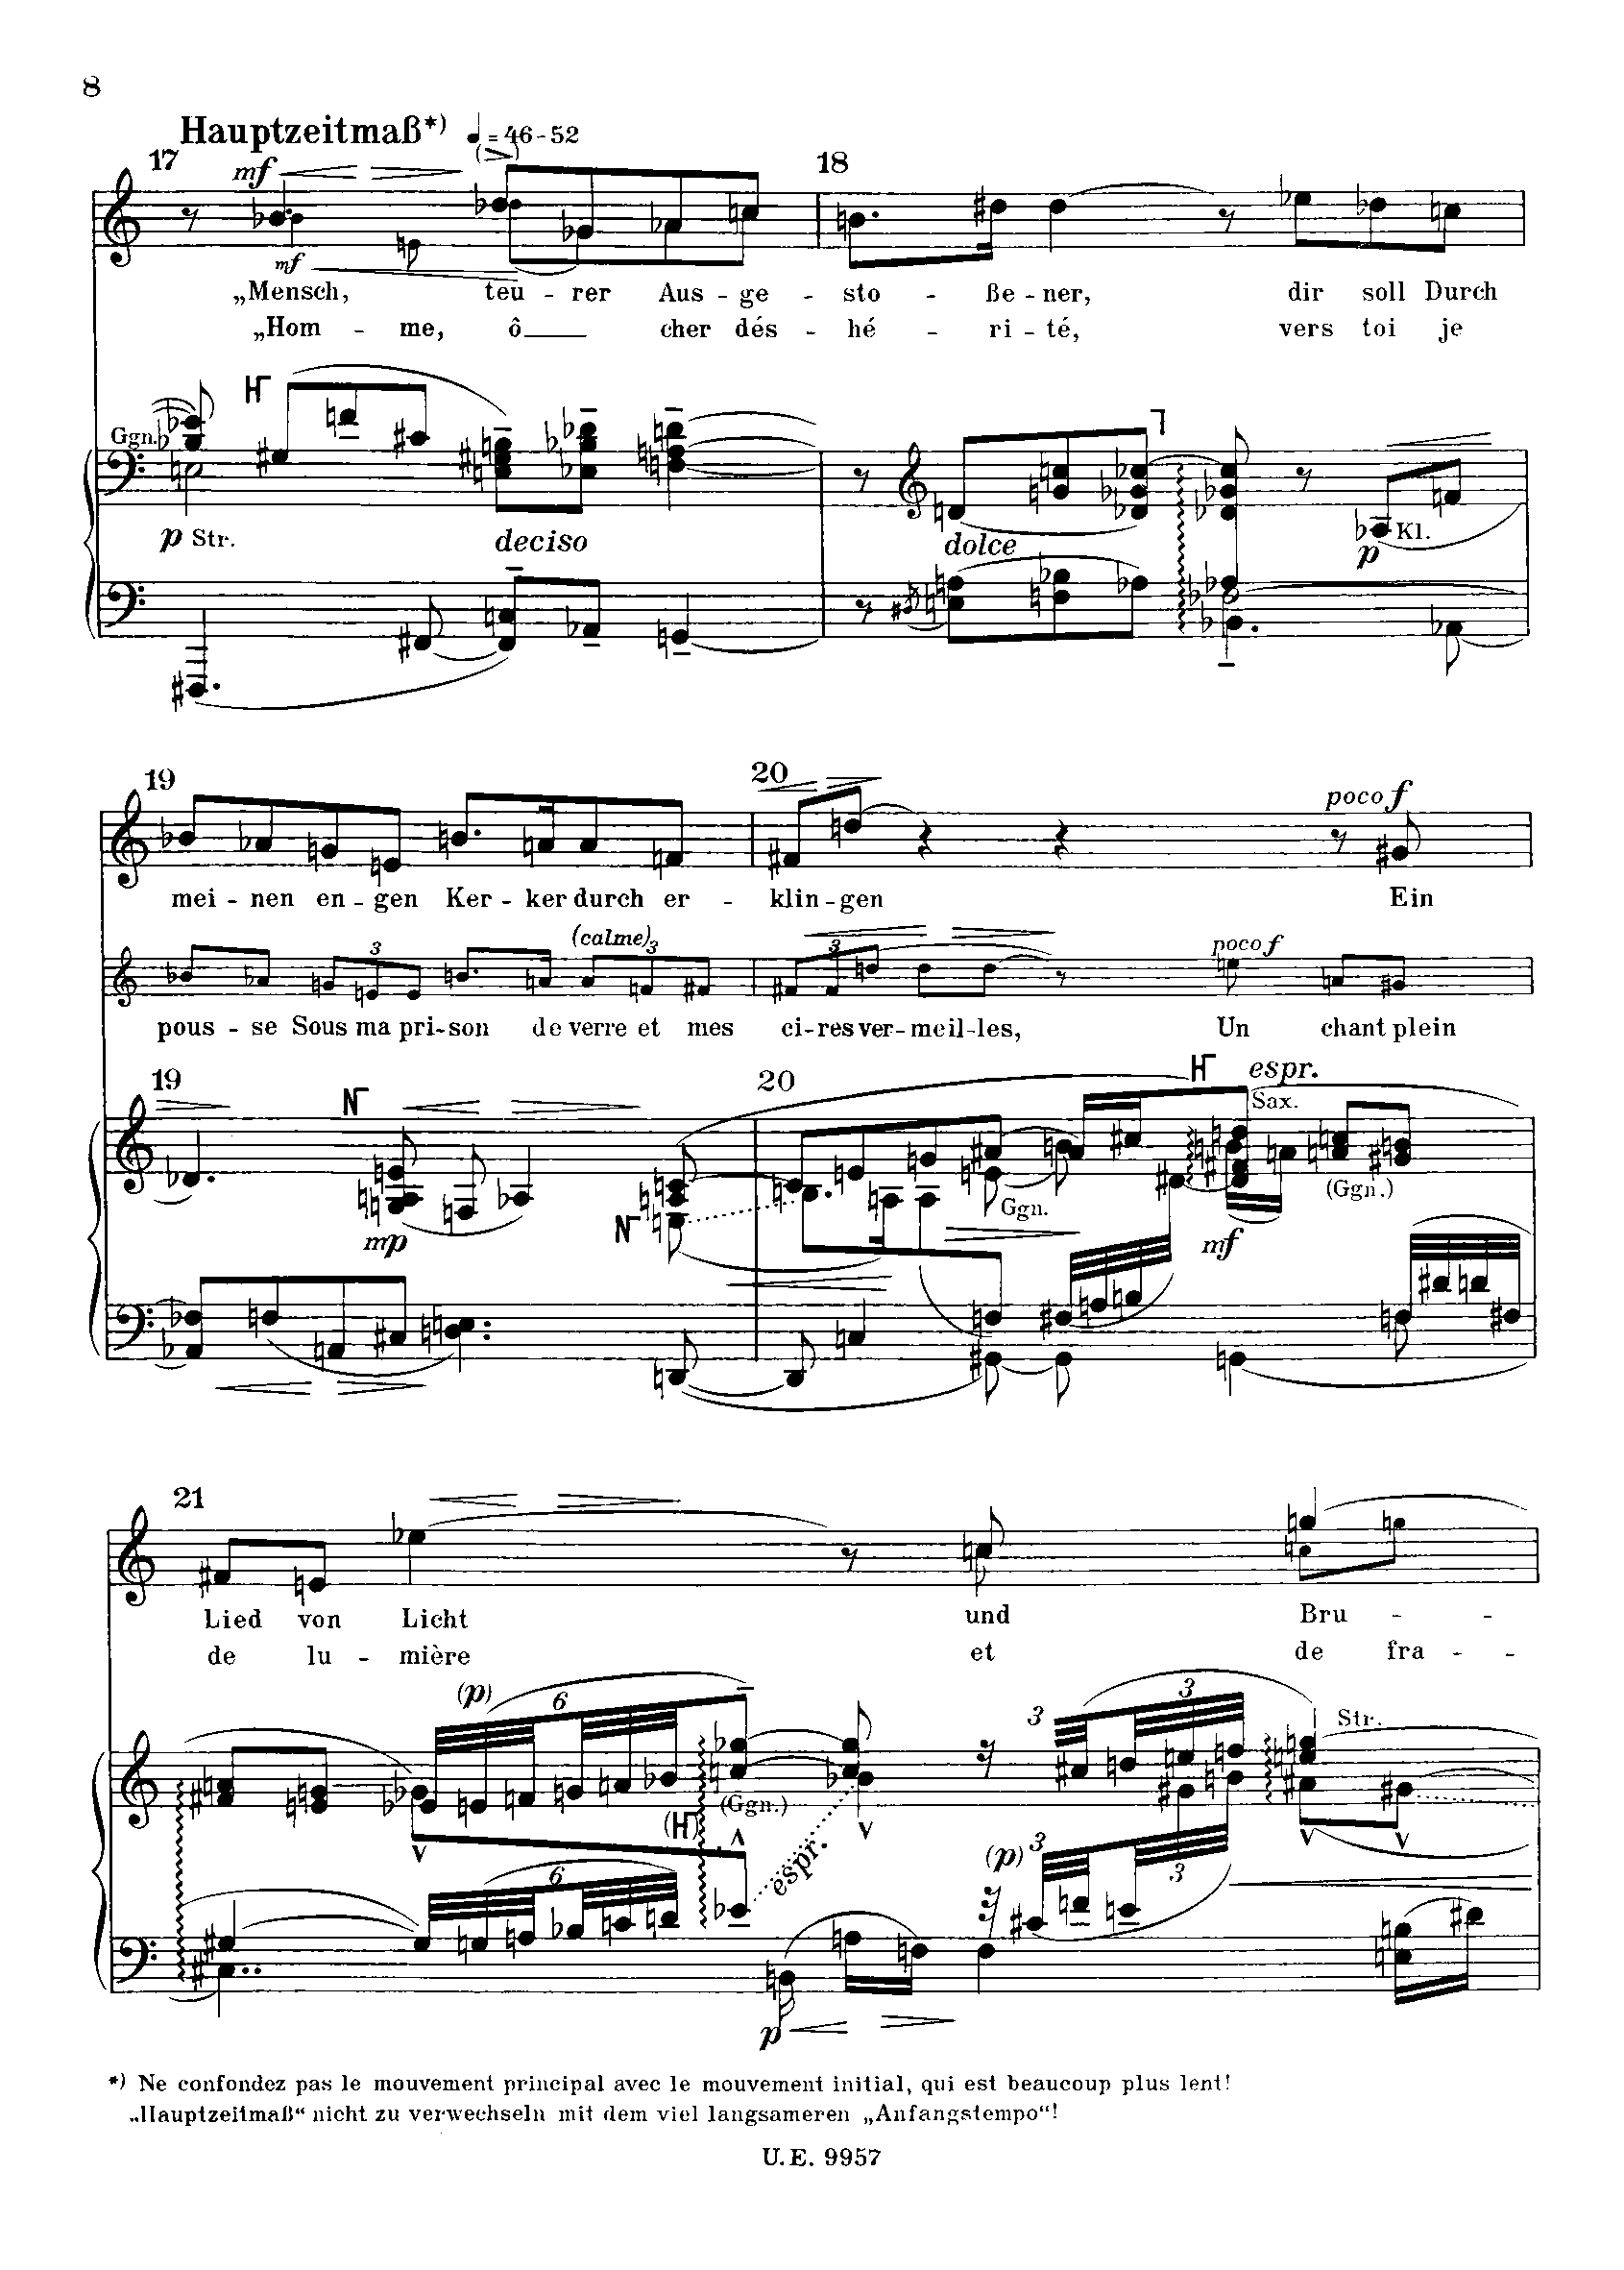 8
Hauptzeitmaß*) ♩ = 46-52
17 18
mf
mf
„Mensch, teu - rer Aus - ge - sto - ße - ner, dir soll Durch
„Hom - me, ô cher dés - hé - ri - té, vers toi je
Ggn. Kl.
p Str. deciso dolce p
19 20
poco f
mei - nen en - gen Ker - ker durch er - klin - gen Ein
(calme) poco f
3 3 3
pous - se Sous ma pri - son de verre et mes ci - res ver - meil - les, Un chant plein
19 20 espr.
Sax.
Ggn. (Ggn.)
mp mf
21
Lied von Licht und Bru - - -
de lu - mière et de fra - - -
(p) 6 3 3 Str.
(Ggn.)
espr.
6 (p) 3 3
p
*) Ne confondez pas le mouvement principal avec le mouvement initial, qui est beaucoup plus lent!
„Hauptzeitmaß“ nicht zu verwechseln mit dem viel langsameren „Anfangstempo“!
U.E. 9957